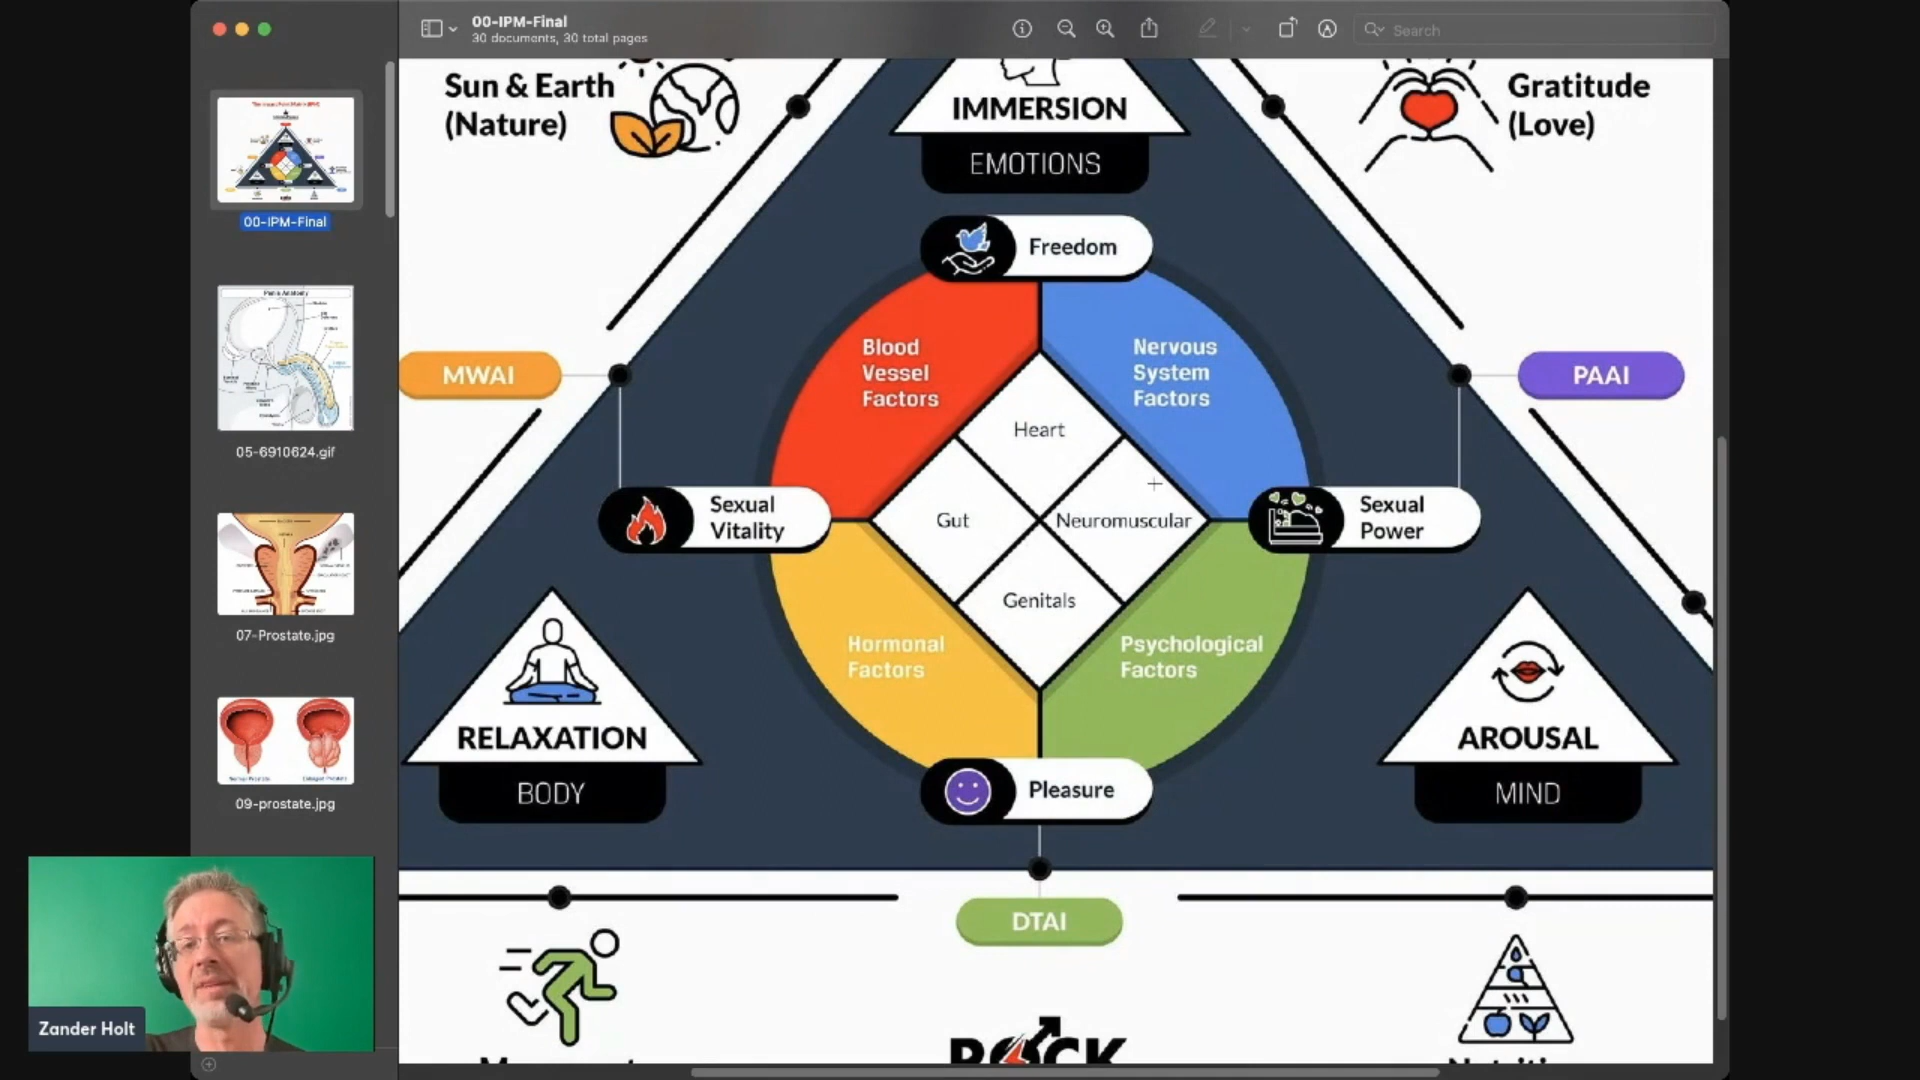 00-IPM-Final
30 documents, 30 total pages
Search
00-IPM-Final
05-6910624.gif
07-Prostate.jpg
09-prostate.jpg
Sun & Earth
(Nature)
IMMERSION
EMOTIONS
Gratitude
(Love)
Freedom
Blood
Vessel
Factors
Nervous
System
Factors
MWAI
PAAI
Heart
Sexual
Vitality
Gut
Neuromuscular
Sexual
Power
Genitals
Hormonal
Factors
Psychological
Factors
RELAXATION
BODY
AROUSAL
MIND
Pleasure
DTAI
ROCK
Zander Holt